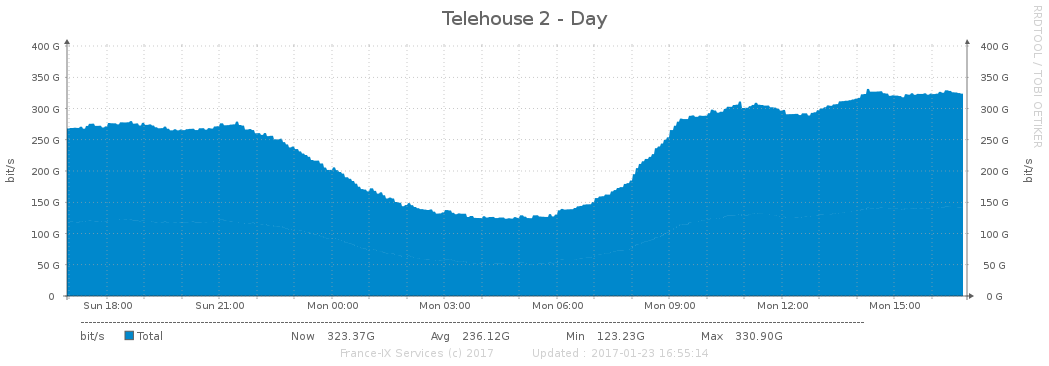 Telehouse 2 - Day
RRDTOOL / TOBI OETIKER
bit/s
400 G 400 G
350 G 350 G
300 G 300 G
250 G 250 G
200 G 200 G
150 G 150 G
100 G 100 G
50 G 50 G
0 0 G
bit/s
Sun 18:00 Sun 21:00 Mon 00:00 Mon 03:00 Mon 06:00 Mon 09:00 Mon 12:00 Mon 15:00
bit/s Total Now 323.37G Avg 236.12G Min 123.23G Max 330.90G
France-IX Services (c) 2017 Updated : 2017-01-23 16:55:14